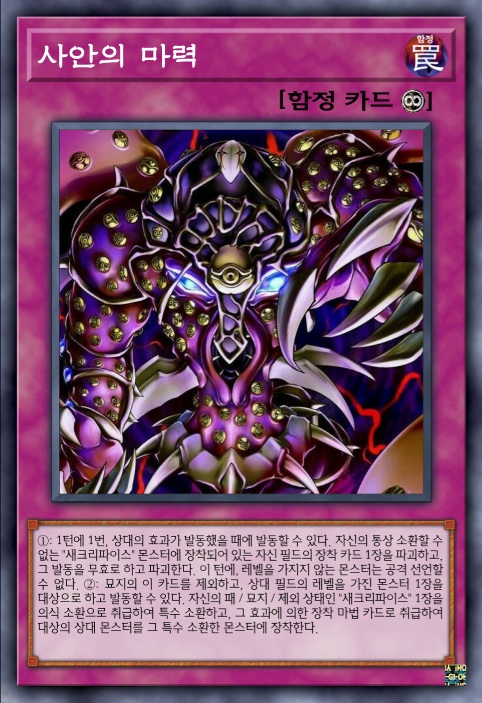 사안의 마력
함정
罠
[함정 카드 ]
①: 1턴에 1번, 상대의 효과가 발동했을 때에 발동할 수 있다. 자신의 통상 소환할 수
없는 "새크리파이스" 몬스터에 장착되어 있는 자신 필드의 장착 카드 1장을 파괴하고,
그 발동을 무효로 하고 파괴한다. 이 턴에, 레벨을 가지지 않는 몬스터는 공격 선언할
수 없다. ②: 묘지의 이 카드를 제외하고, 상대 필드의 레벨을 가진 몬스터 1장을
대상으로 하고 발동할 수 있다. 자신의 패 / 묘지 / 제외 상태인 "새크리파이스" 1장을
의식 소환으로 취급하여 특수 소환하고, 그 효과에 의한 장착 마법 카드로 취급하여
대상의 상대 몬스터를 그 특수 소환한 몬스터에 장착한다.